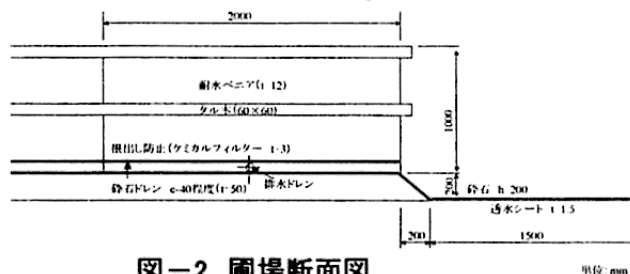 2000
耐水ベニア(t-12)
タル木(60×60)
1000
根出し防止(ケミカルフィルター t-3)
砕石ドレン c-40程度(t-50)
排水ドレン
200
砕石 h 200
透水シート t 1.5
200
1500
図-2 圃場断面図
単位: mm